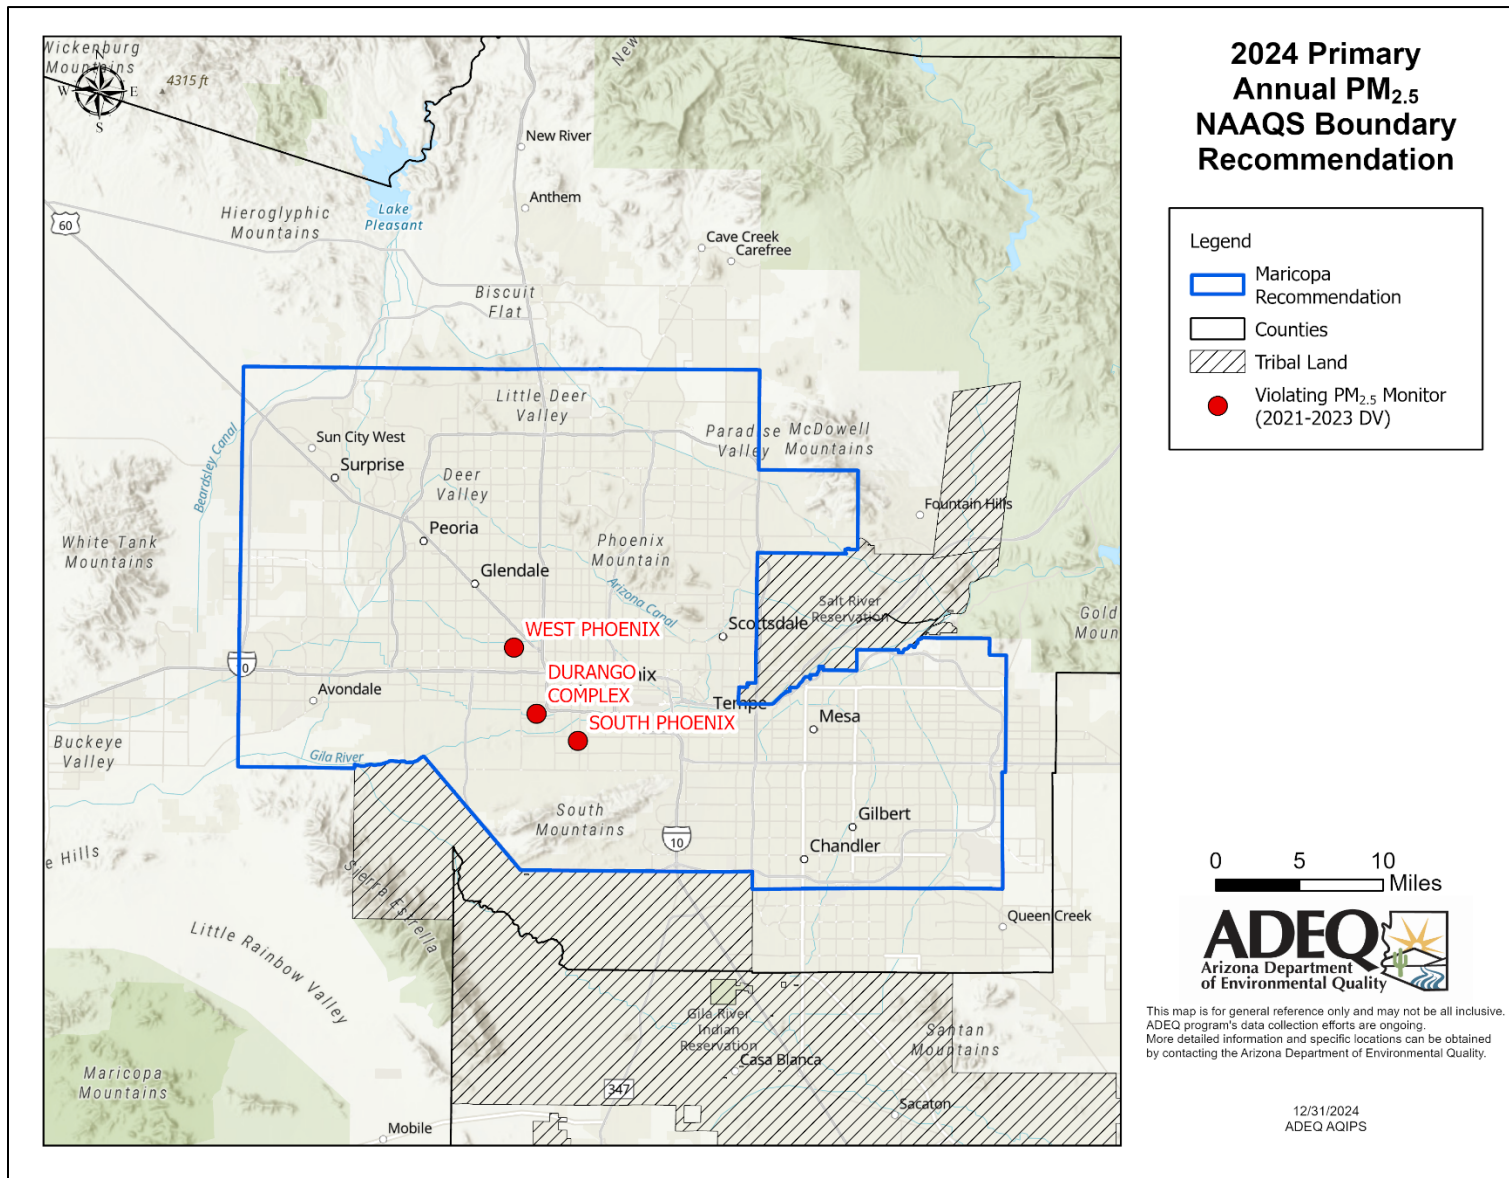 2024 Primary
Annual PM2.5
NAAQS Boundary
Recommendation
Legend
Maricopa
Recommendation
Counties
Tribal Land
Violating PM2.5 Monitor
(2021-2023 DV)
Wickenburg
Mountains
N
W E
S
4315 ft
New
New River
Lake
Pleasant
Anthem
60
Hieroglyphic
Mountains
Cave Creek
Carefree
Biscuit
Flat
Little Deer
Valley
Paradise
Valley
McDowell
Mountains
Beardsley Canal
Sun City West
Surprise
Deer
Valley
Fountain Hills
Peoria
White Tank
Mountains
Phoenix
Mountain
Glendale
Arizona Canal
Salt River
Reservation
Scottsdale
Gold
Moun
WEST PHOENIX
0
DURANGO
COMPLEX
ix
Avondale
Tempe
SOUTH PHOENIX
Mesa
Buckeye
Valley
Gila River
South
Mountains
Gilbert
10
Chandler
e Hills
Sierra Estrella
Queen Creek
Little Rainbow Valley
Gila River
Indian
Reservation
Santan
Mountains
Casa Blanca
Maricopa
Mountains
347
Sacaton
Mobile
0 5 10
Miles
ADEQ
Arizona Department
of Environmental Quality
This map is for general reference only and may not be all inclusive.
ADEQ program's data collection efforts are ongoing.
More detailed information and specific locations can be obtained
by contacting the Arizona Department of Environmental Quality.
12/31/2024
ADEQ AQIPS